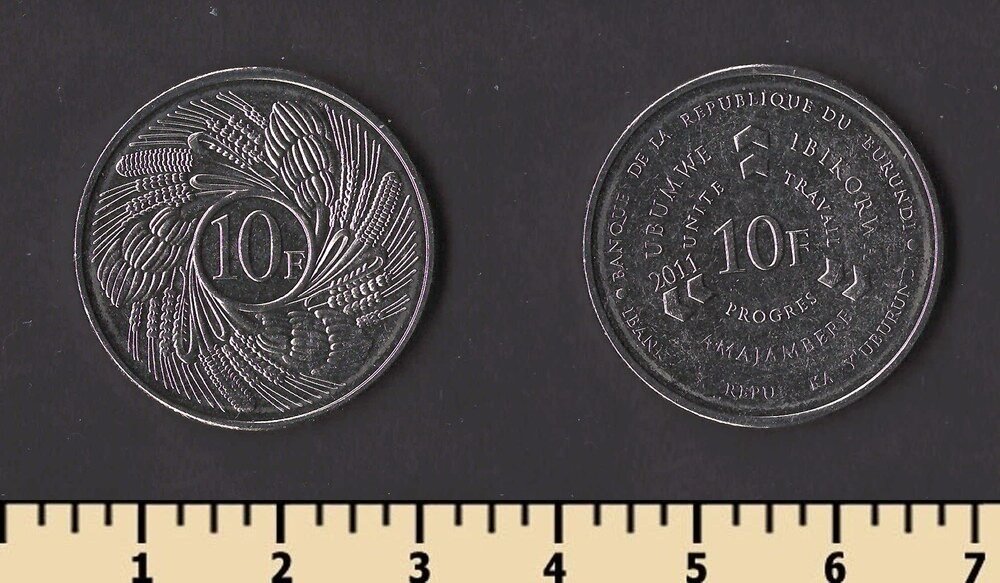 10F
BANQUE DE LA REPUBLIQUE DU BURUNDI
UBUMWE IBIKORWA
UNITE TRAVAIL
2011 10F
PROGRES
AMAJAMBERE
Y'UBURUNDI
1 2 3 4 5 6 7